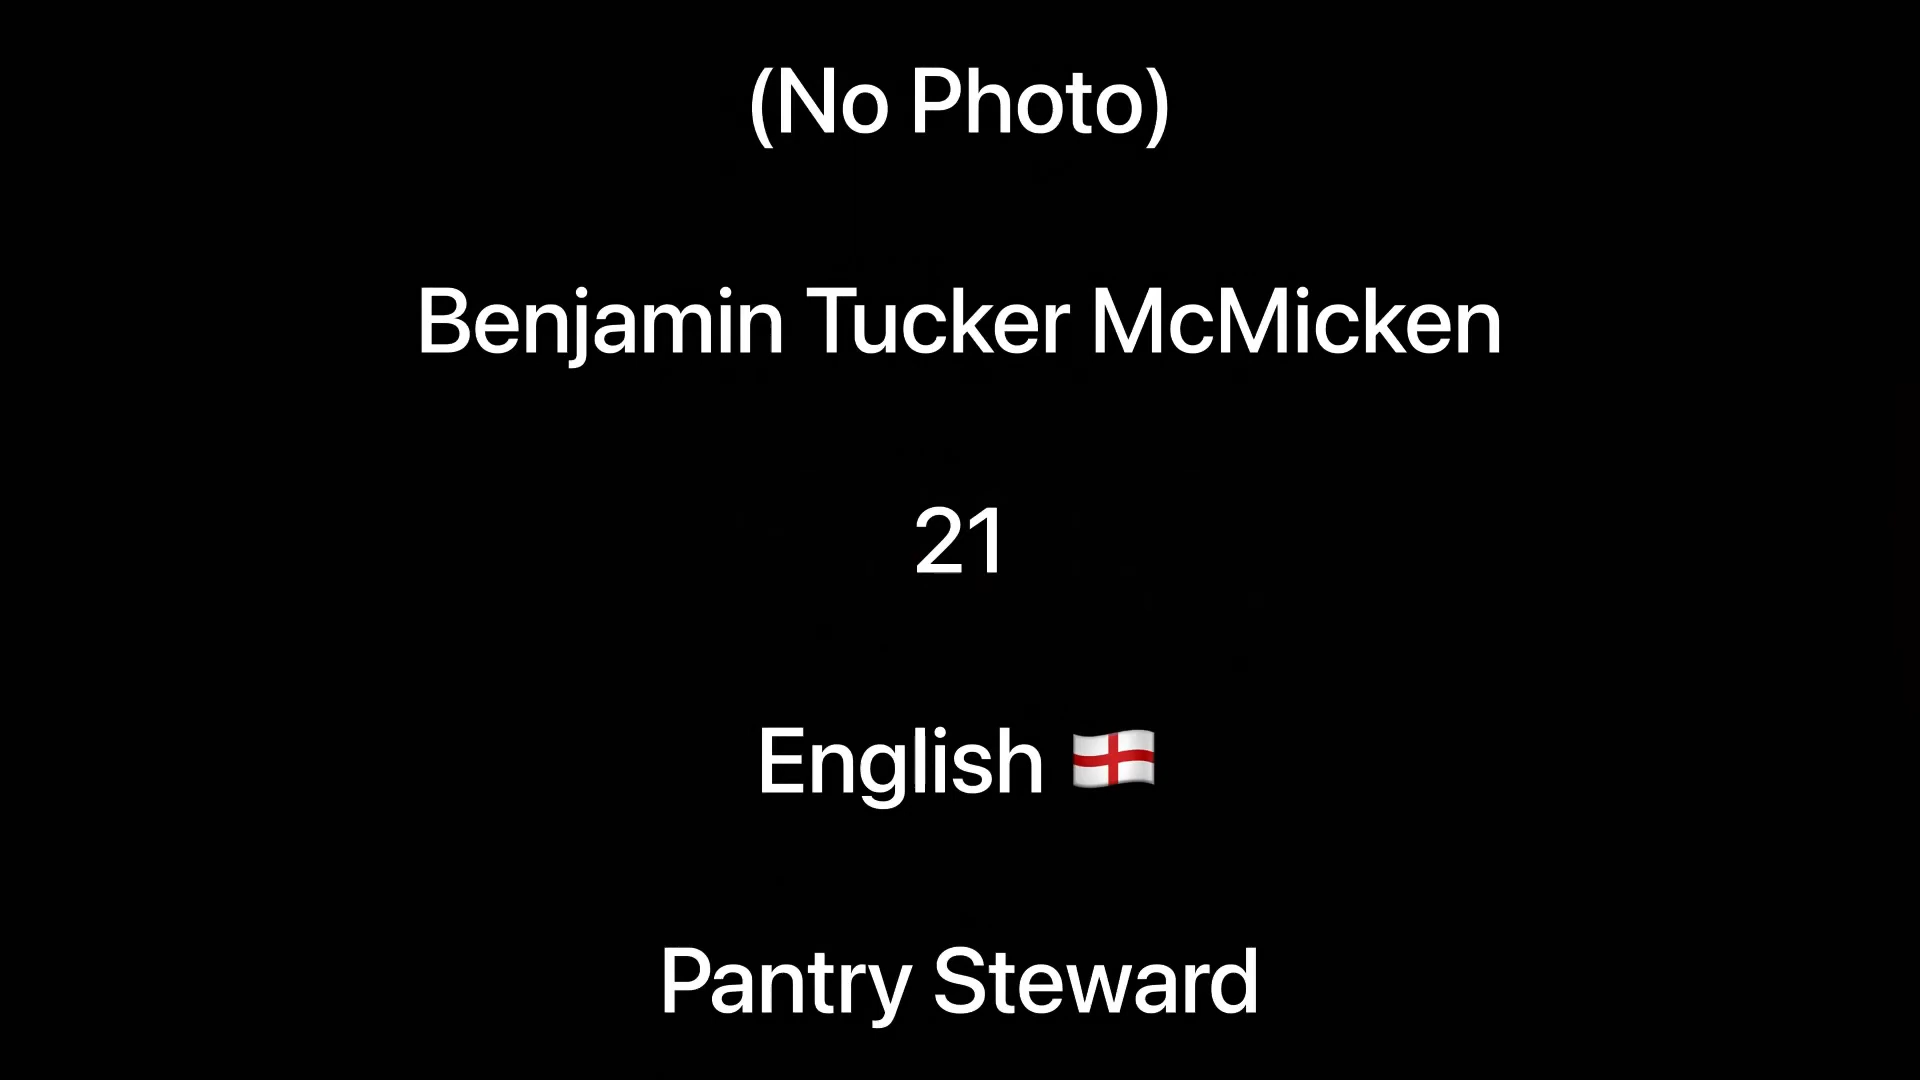 (No Photo)
Benjamin Tucker McMicken
21
English 🏴󠁧󠁢󠁥󠁮󠁧󠁿
Pantry Steward